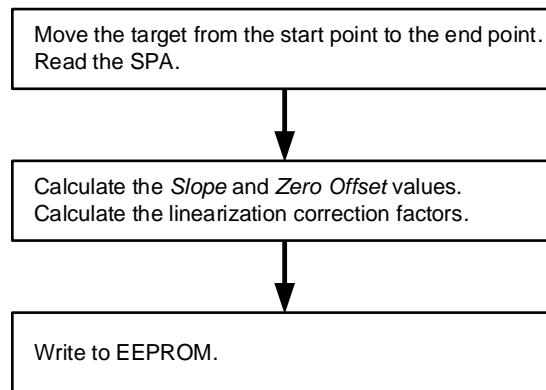 Move the target from the start point to the end point.
Read the SPA.
Calculate the Slope and Zero Offset values.
Calculate the linearization correction factors.
Write to EEPROM.